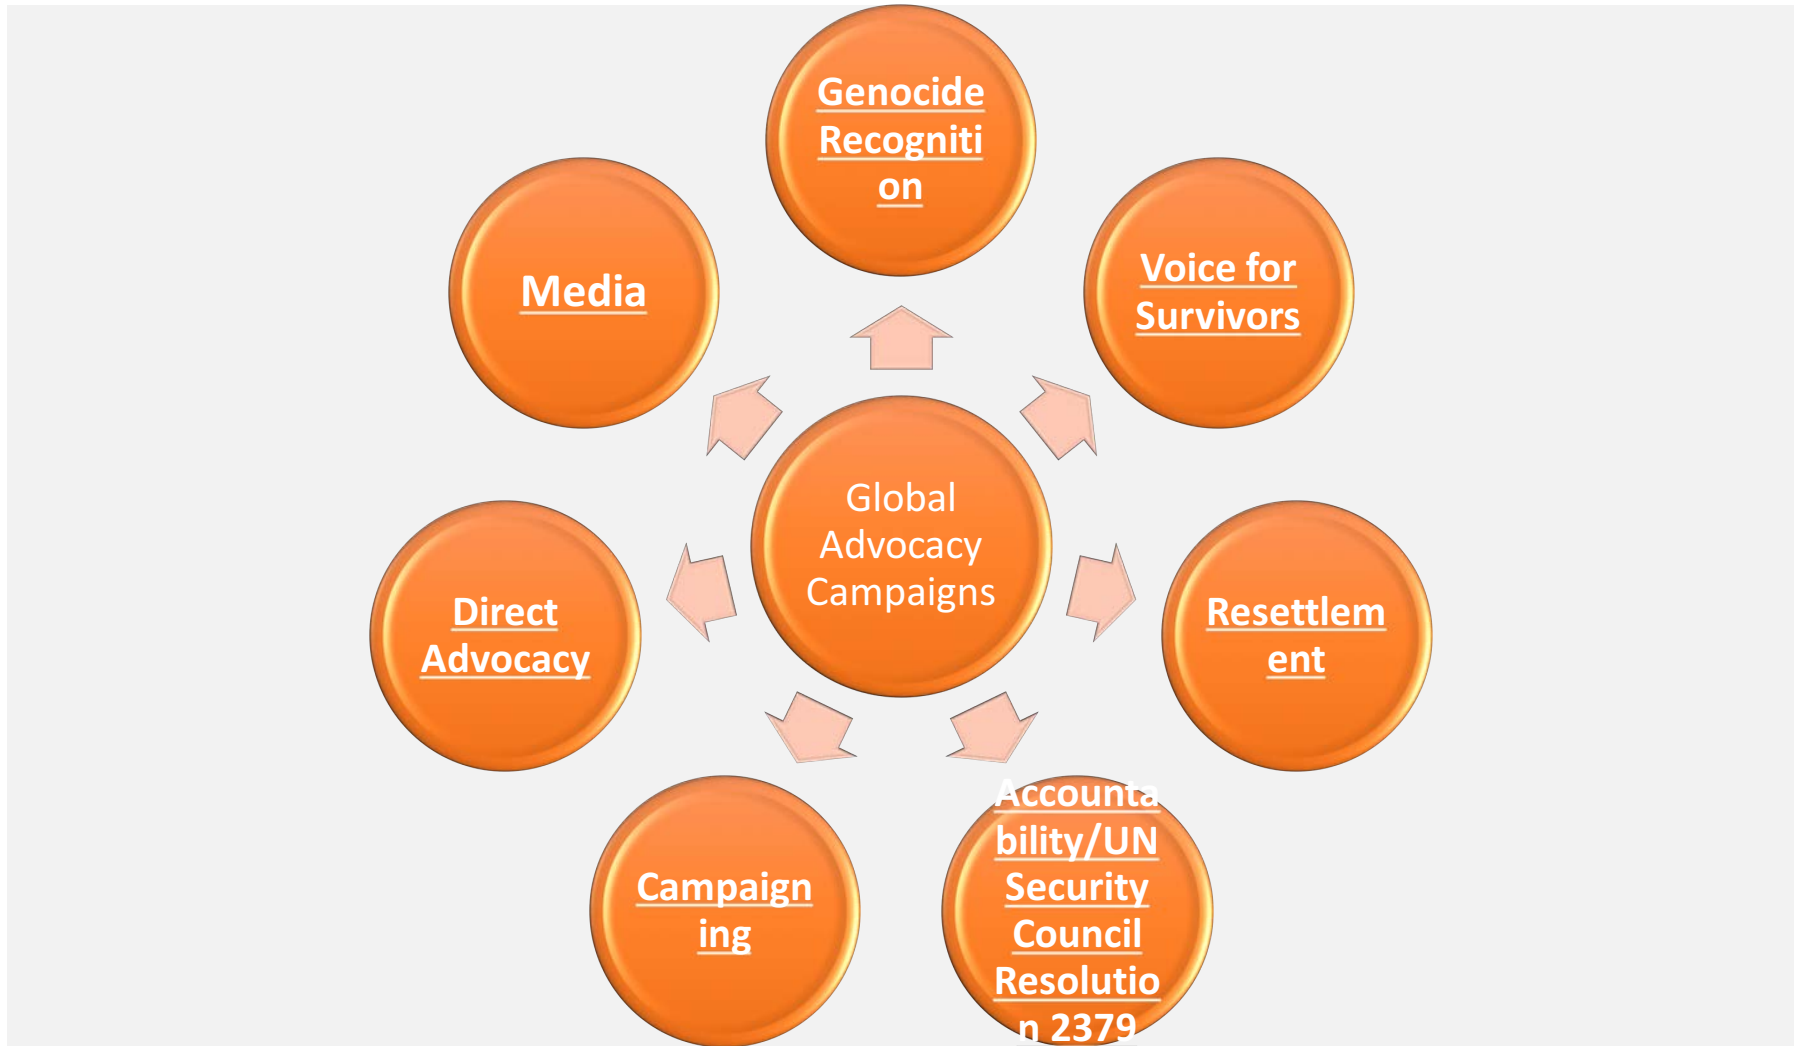 Genocide
Recogniti
on
Voice for
Survivors
Resettlem
ent
Accounta
bility/UN
Security
Council
Resolutio
n 2379
Campaign
ing
Direct
Advocacy
Media
Global
Advocacy
Campaigns